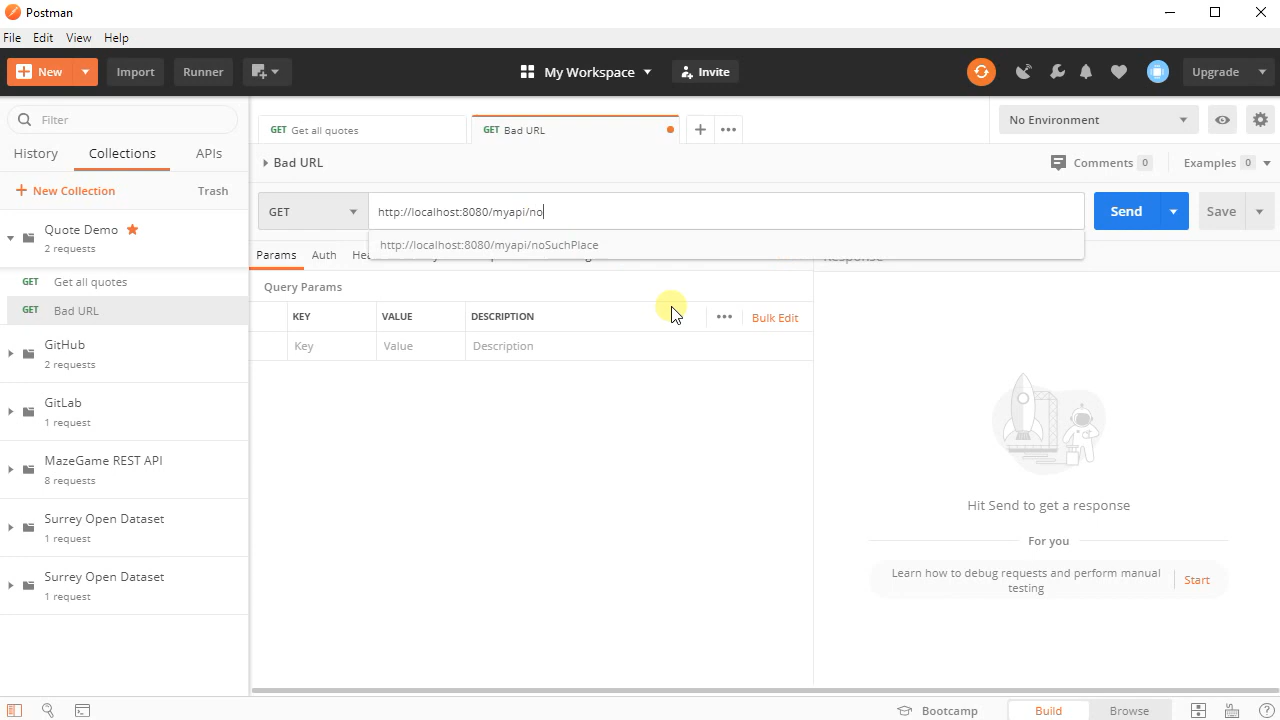 Postman
File Edit View Help
New Import Runner My Workspace Invite Upgrade
Filter
History Collections APIs
New Collection Trash
Quote Demo
2 requests
GET Get all quotes
GET Bad URL
GitHub
2 requests
GitLab
1 request
MazeGame REST API
8 requests
Surrey Open Dataset
1 request
Surrey Open Dataset
1 request
GET Get all quotes GET Bad URL
No Environment
Bad URL Comments 0 Examples 0
GET http://localhost:8080/myapi/no Send Save
http://localhost:8080/myapi/noSuchPlace
Params Auth
Query Params
KEY VALUE DESCRIPTION Bulk Edit
Key Value Description
Hit Send to get a response
For you
Learn how to debug requests and perform manual
testing
Start
Bootcamp Build Browse